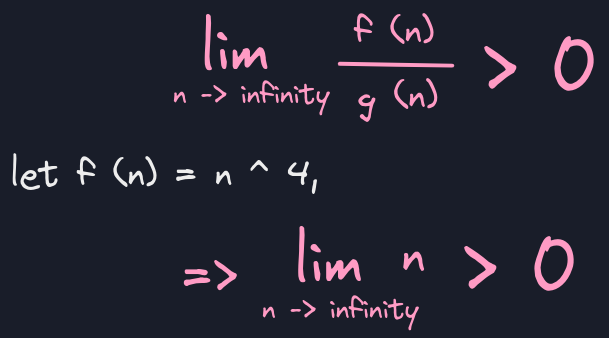 lim n -> infinity f (n) / g (n) > 0
let f (n) = n ^ 4,
=> lim n -> infinity n > 0